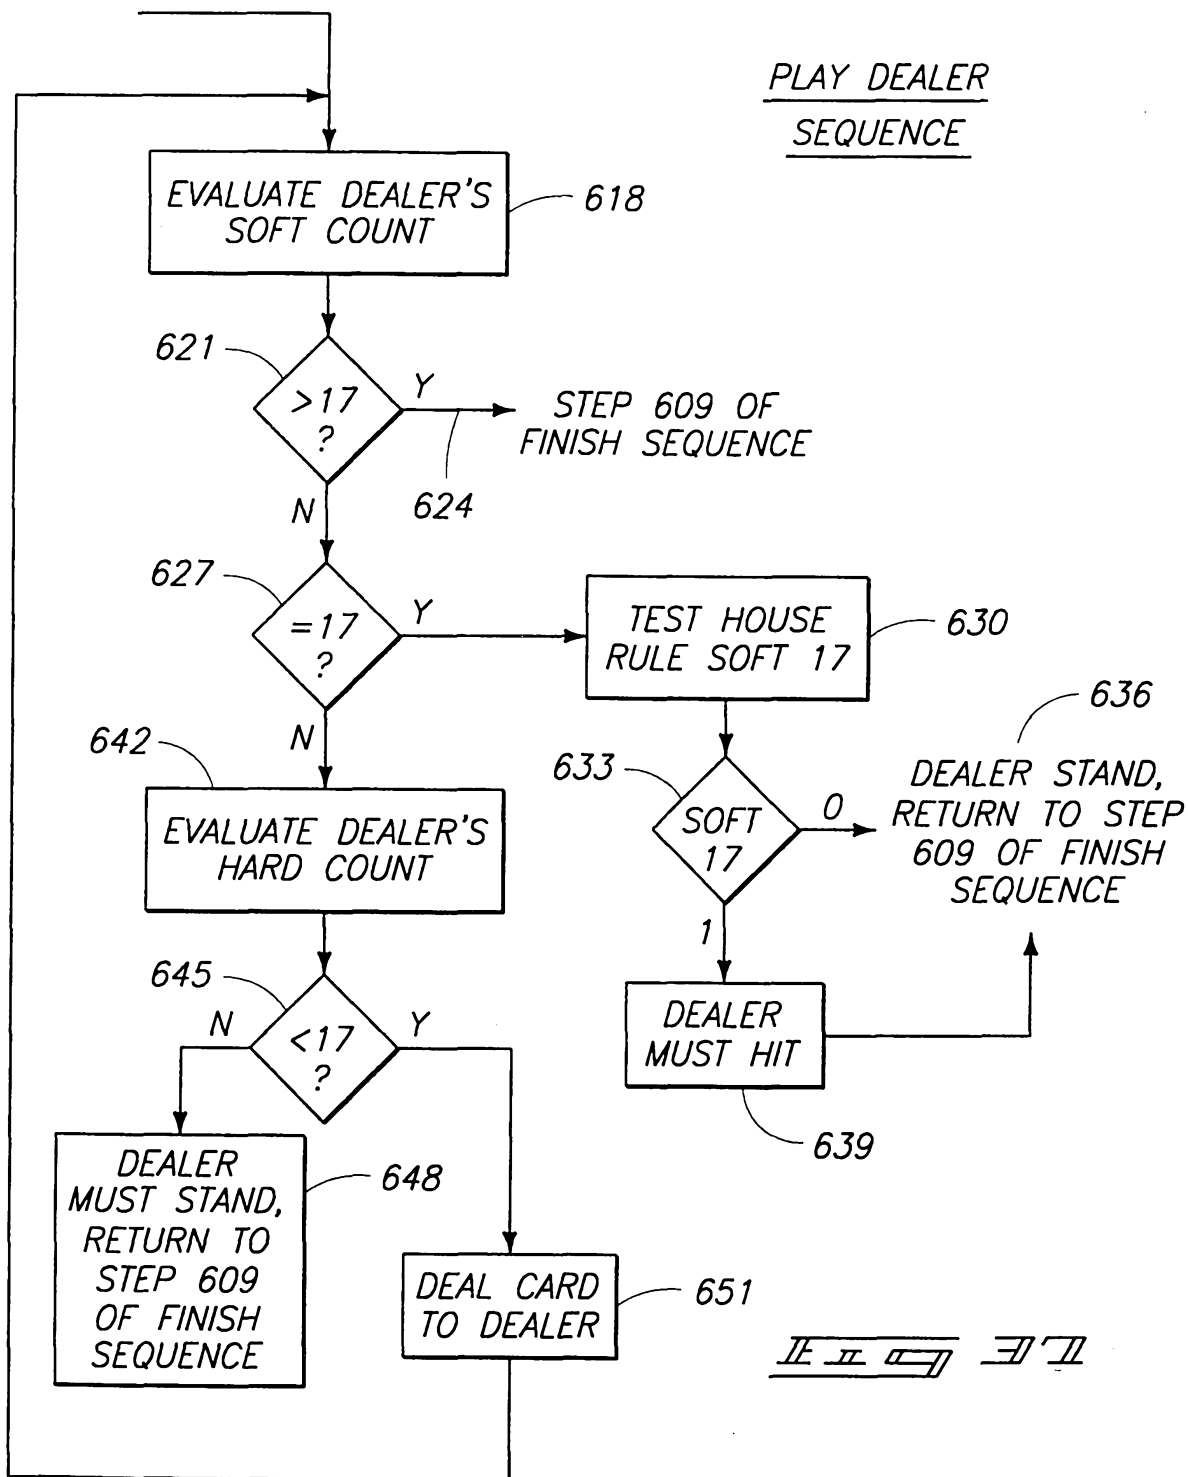 PLAY DEALER
SEQUENCE
EVALUATE DEALER'S
SOFT COUNT
618
621
>17
?
Y
STEP 609 OF
FINISH SEQUENCE
624
N
627
=17
?
Y
TEST HOUSE
RULE SOFT 17
630
N
642
EVALUATE DEALER'S
HARD COUNT
633
SOFT
17
0
636
DEALER STAND,
RETURN TO STEP
609 OF FINISH
SEQUENCE
1
DEALER
MUST HIT
639
645
<17
?
N
Y
DEALER
MUST STAND,
RETURN TO
STEP 609
OF FINISH
SEQUENCE
648
DEAL CARD
TO DEALER
651
FIG 37